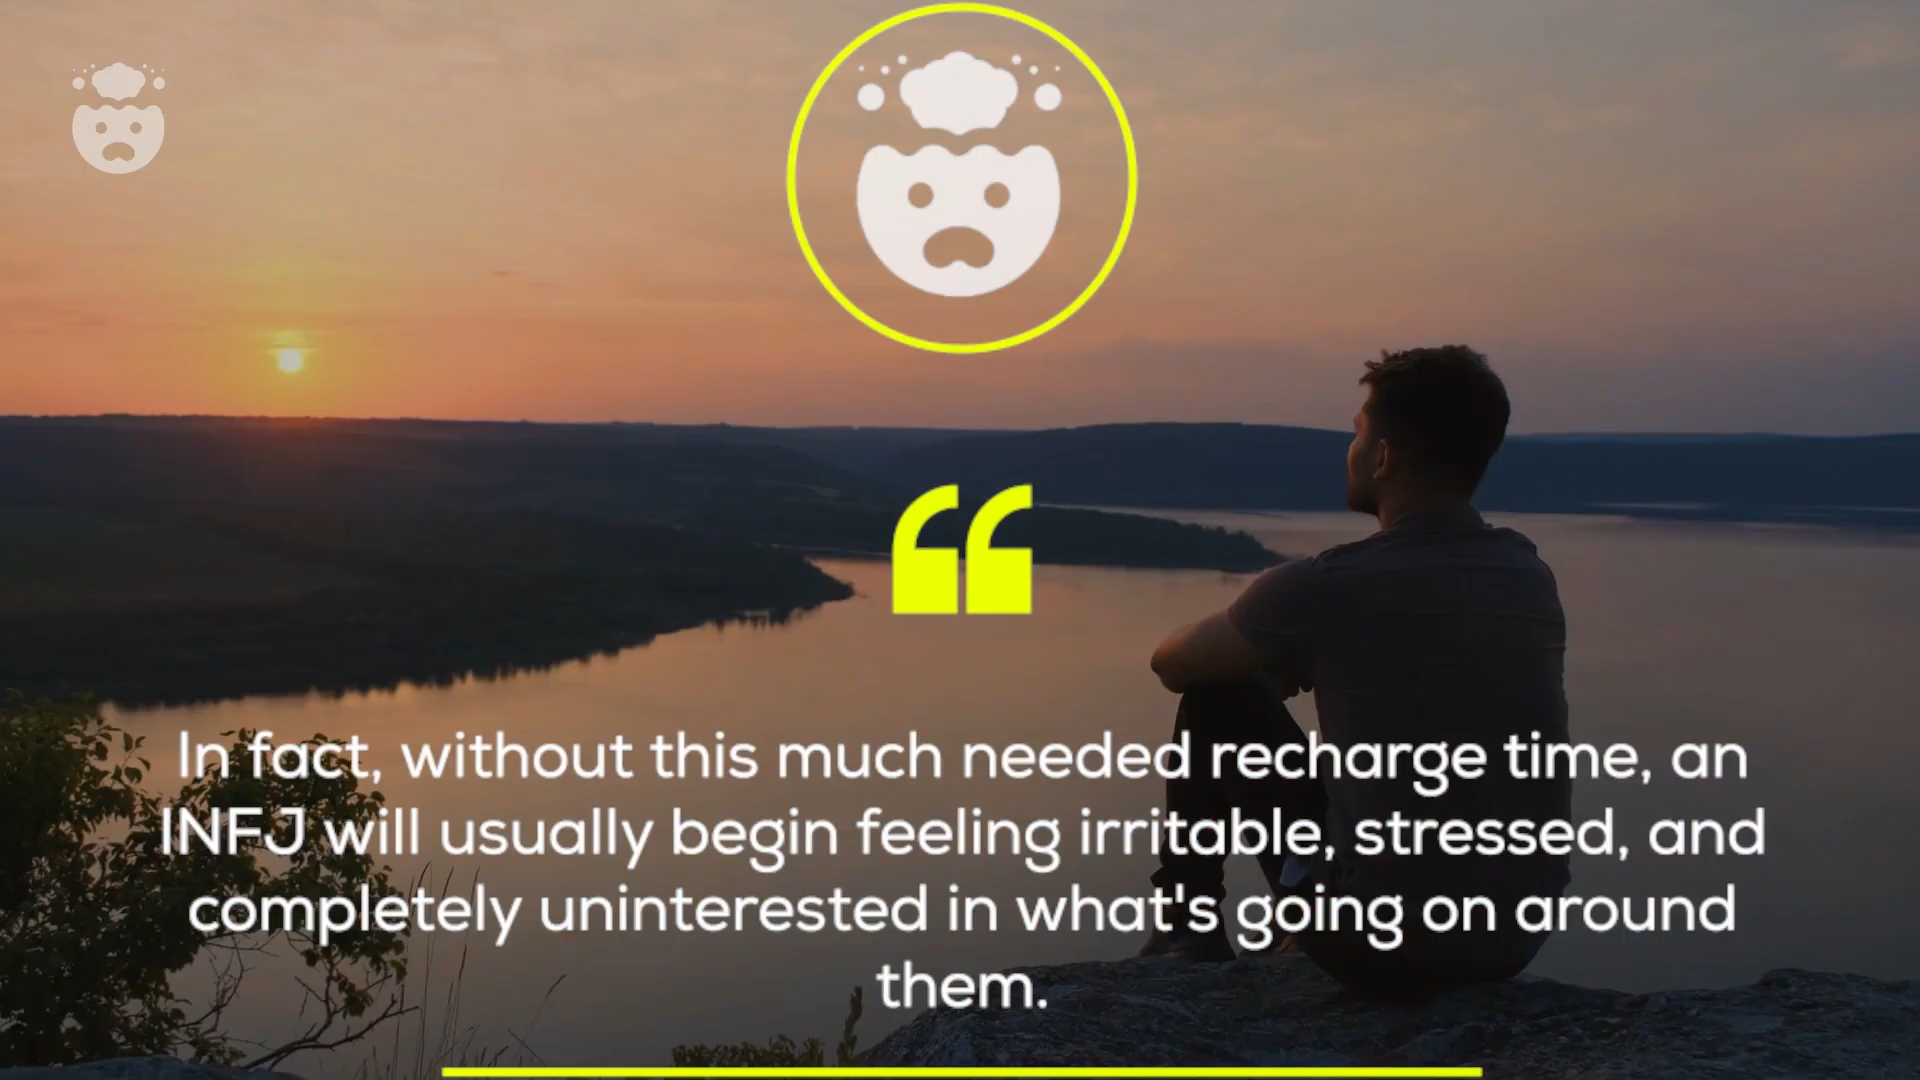 In fact, without this much needed recharge time, an
INFJ will usually begin feeling irritable, stressed, and
completely uninterested in what's going on around
them.